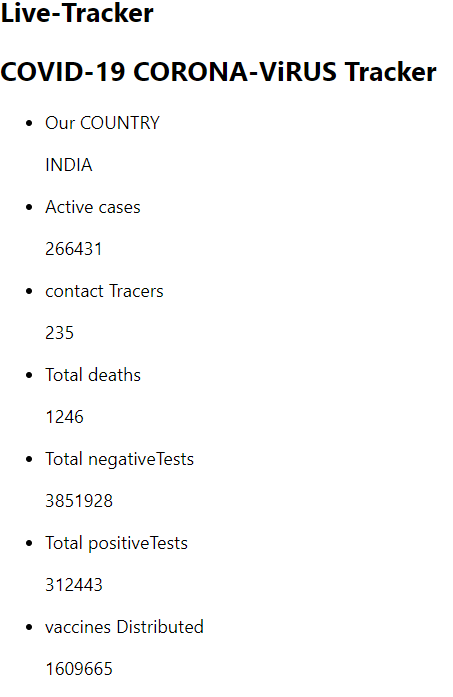 Live-Tracker
COVID-19 CORONA-ViRUS Tracker
Our COUNTRY
INDIA
Active cases
266431
contact Tracers
235
Total deaths
1246
Total negativeTests
3851928
Total positiveTests
312443
vaccines Distributed
1609665